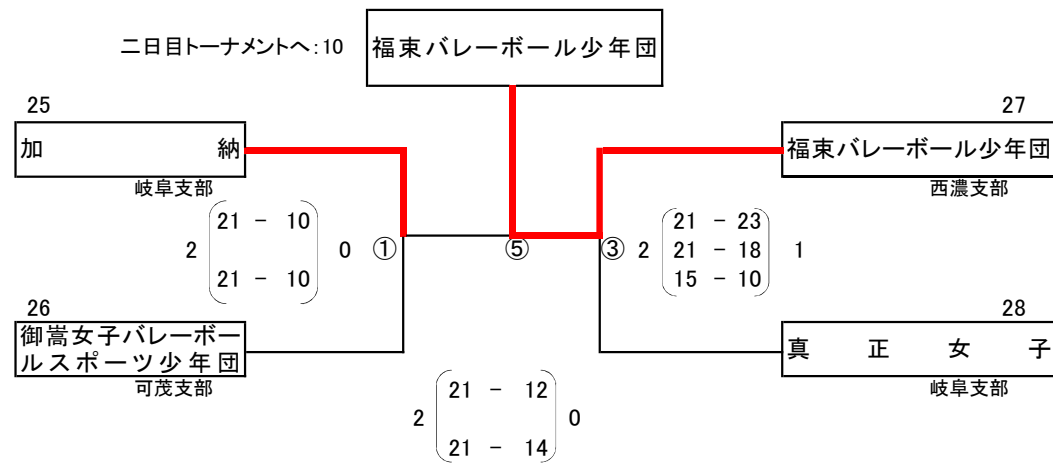 二日目トーナメントへ：10
福束バレーボール少年団
25
加納
岐阜支部
27
福束バレーボール少年団
西濃支部
2 21 - 10 0
21 - 10
①
⑤
③
2 21 - 23 1
21 - 18
15 - 10
26
御嵩女子バレーボー
ルスポーツ少年団
可茂支部
28
真正女子
岐阜支部
2 21 - 12 0
21 - 14